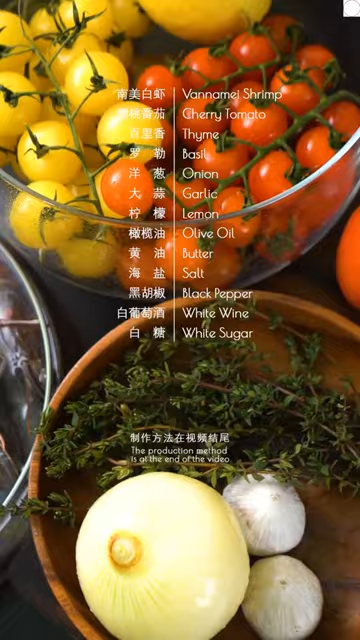 南美白虾 Vannamei Shrimp
樱桃番茄 Cherry Tomato
百里香 Thyme
罗勒 Basil
洋葱 Onion
大蒜 Garlic
柠檬 Lemon
橄榄油 Olive Oil
黄油 Butter
海盐 Salt
黑胡椒 Black Pepper
白葡萄酒 White Wine
白糖 White Sugar
制作方法在视频结尾
The production method
is at the end of the video